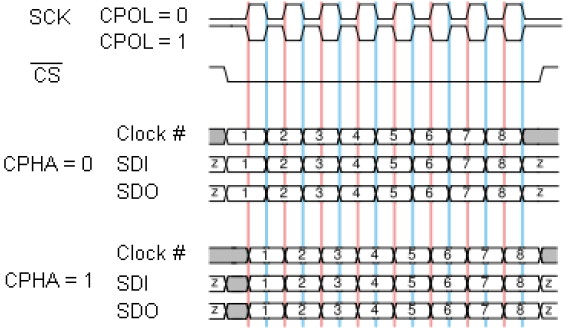 SCK CPOL = 0
CPOL = 1
CS
Clock # 1 2 3 4 5 6 7 8
CPHA = 0 SDI z 1 2 3 4 5 6 7 8 z
SDO z 1 2 3 4 5 6 7 8 z
Clock # 1 2 3 4 5 6 7 8
CPHA = 1 SDI z 1 2 3 4 5 6 7 8 z
SDO z 1 2 3 4 5 6 7 8 z